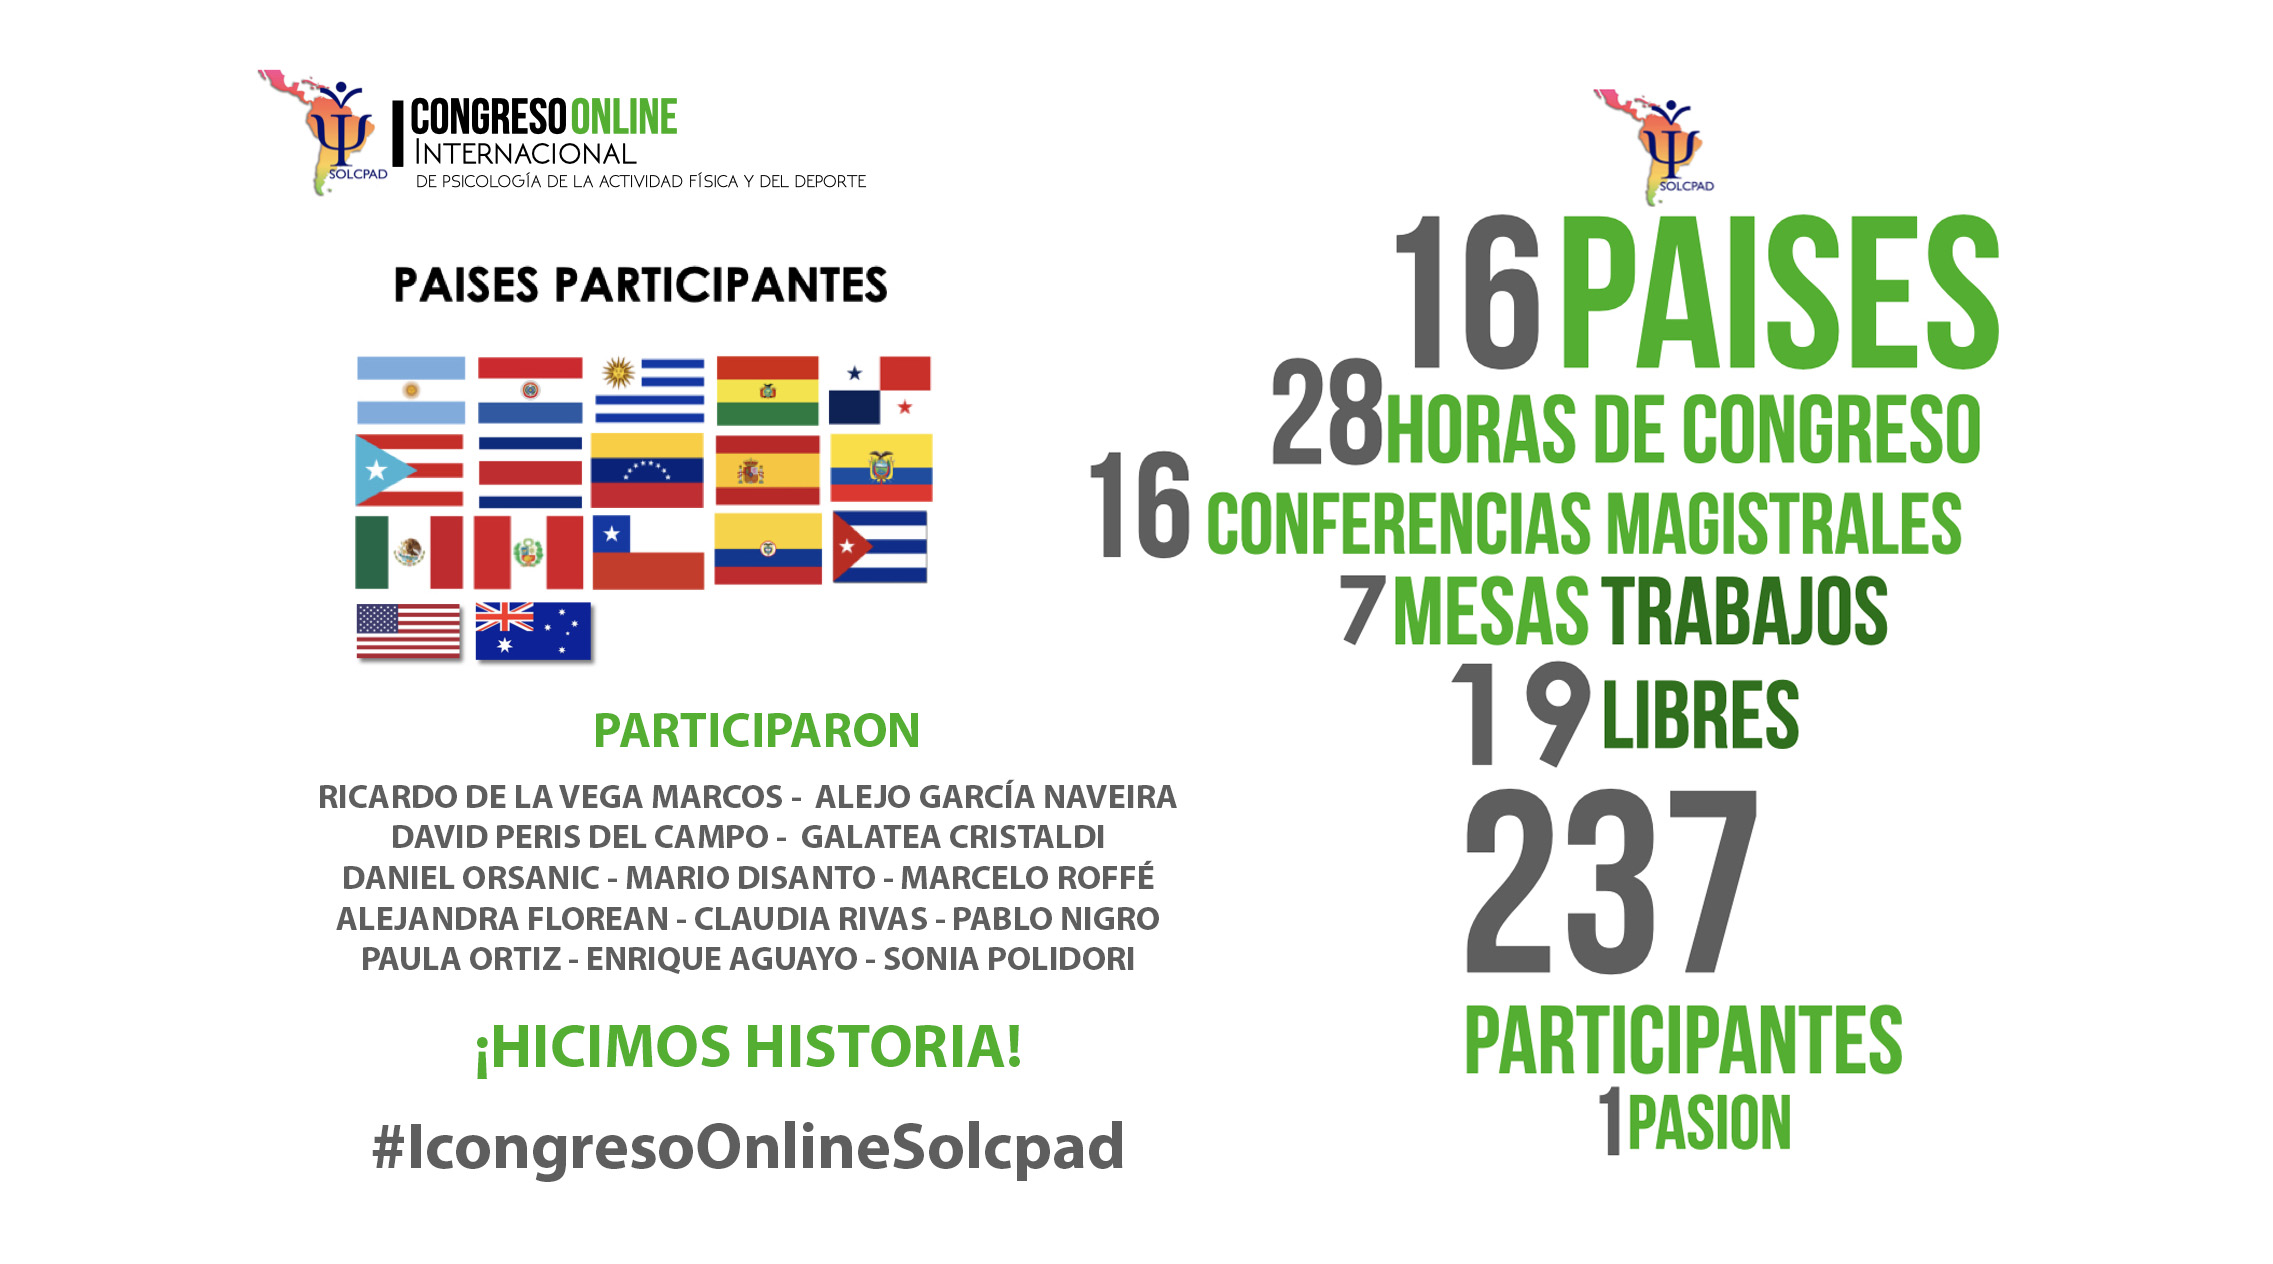 SOLCPAD
I CONGRESO ONLINE
INTERNACIONAL
DE PSICOLOGÍA DE LA ACTIVIDAD FÍSICA Y DEL DEPORTE
PAISES PARTICIPANTES
PARTICIPARON
RICARDO DE LA VEGA MARCOS - ALEJO GARCÍA NAVEIRA
DAVID PERIS DEL CAMPO - GALATEA CRISTALDI
DANIEL ORSANIC - MARIO DISANTO - MARCELO ROFFÉ
ALEJANDRA FLOREAN - CLAUDIA RIVAS - PABLO NIGRO
PAULA ORTIZ - ENRIQUE AGUAYO - SONIA POLIDORI
¡HICIMOS HISTORIA!
#IcongresoOnlineSolcpad
SOLCPAD
16 PAISES
28 HORAS DE CONGRESO
16 CONFERENCIAS MAGISTRALES
7 MESAS TRABAJOS
19 LIBRES
237
PARTICIPANTES
1 PASION